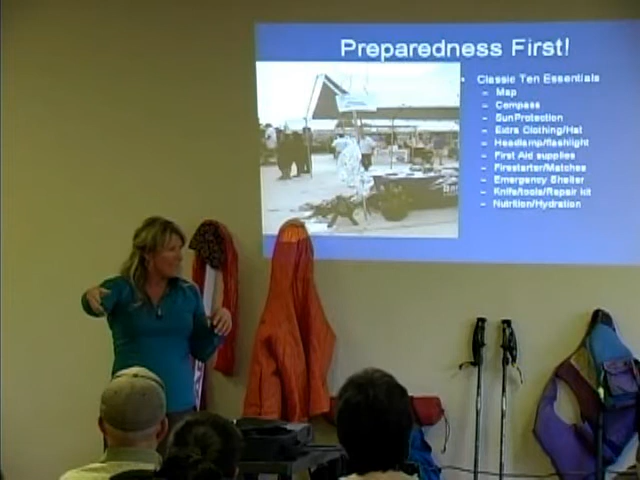 Preparedness First!
• Classic Ten Essentials
– Map
– Compass
– SunProtection
– Extra Clothing/Hat
– Headlamp/flashlight
– First Aid supplies
– Firestarter/Matches
– Emergency Shelter
– Knife/tools/Repair kit
– Nutrition/Hydration